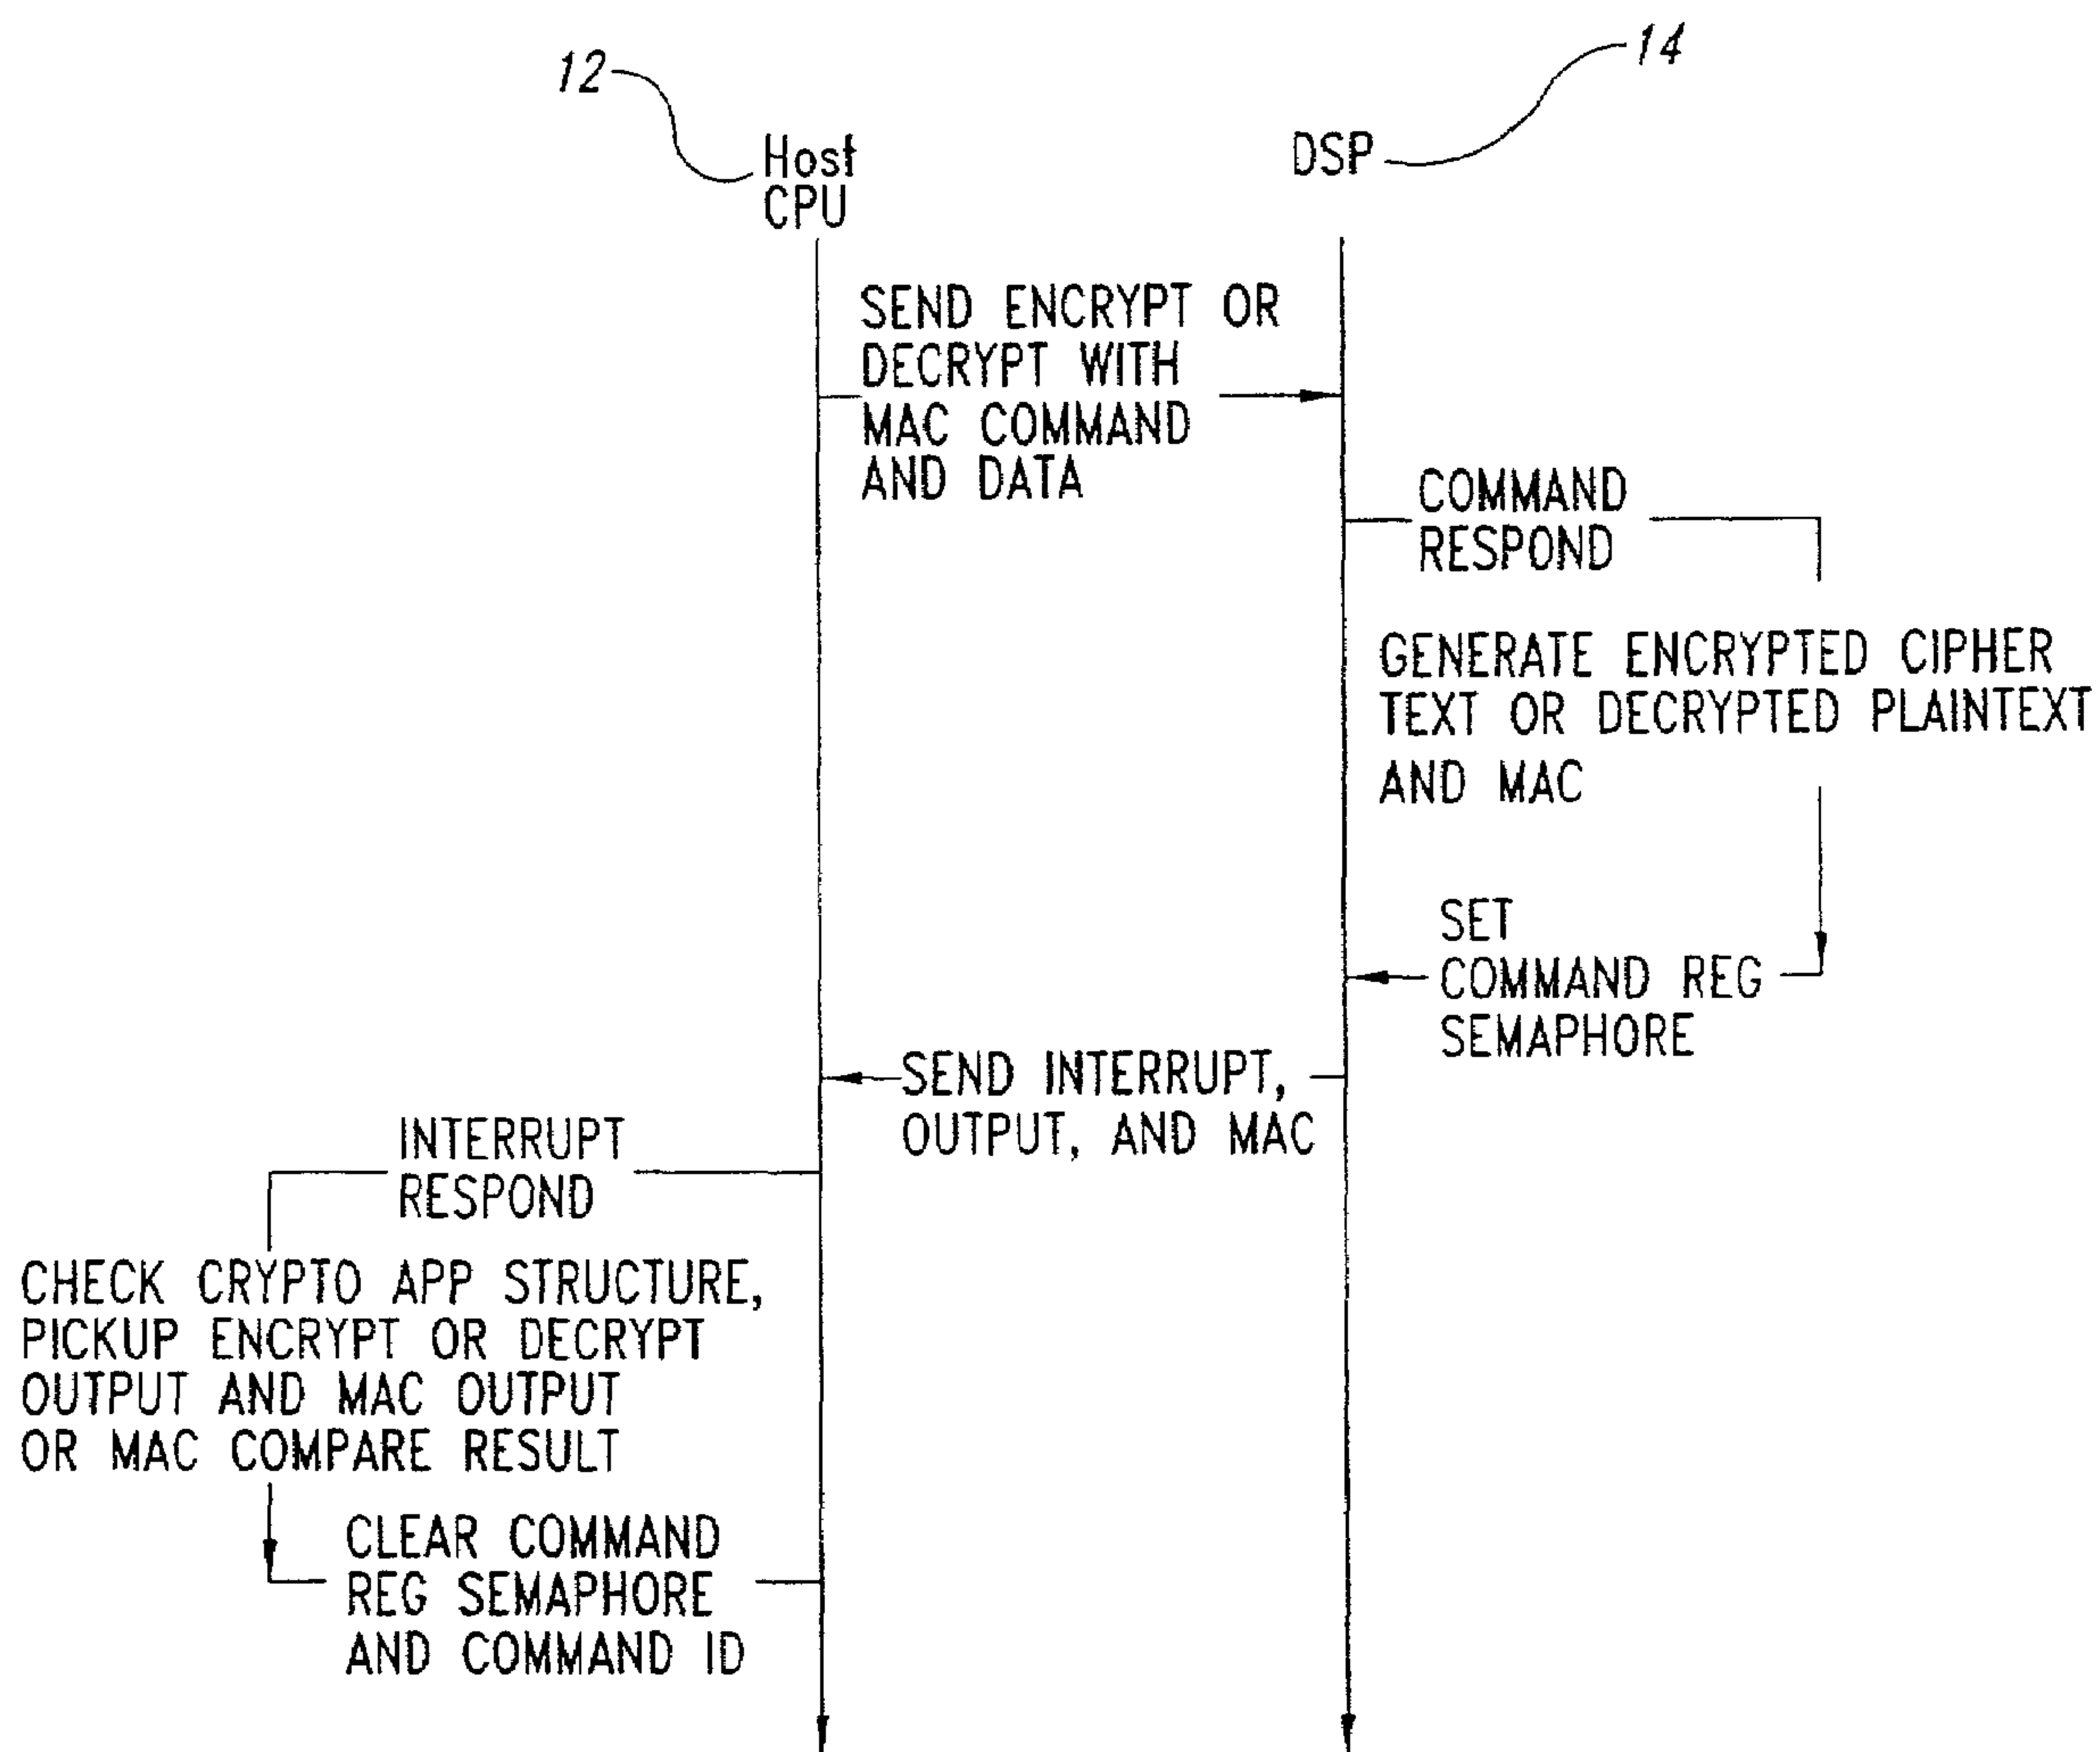 12
14
Host
CPU
DSP
SEND ENCRYPT OR
DECRYPT WITH
MAC COMMAND
AND DATA
COMMAND
RESPOND
GENERATE ENCRYPTED CIPHER
TEXT OR DECRYPTED PLAINTEXT
AND MAC
SET
COMMAND REG
SEMAPHORE
SEND INTERRUPT,
OUTPUT, AND MAC
INTERRUPT
RESPOND
CHECK CRYPTO APP STRUCTURE,
PICKUP ENCRYPT OR DECRYPT
OUTPUT AND MAC OUTPUT
OR MAC COMPARE RESULT
CLEAR COMMAND
REG SEMAPHORE
AND COMMAND ID